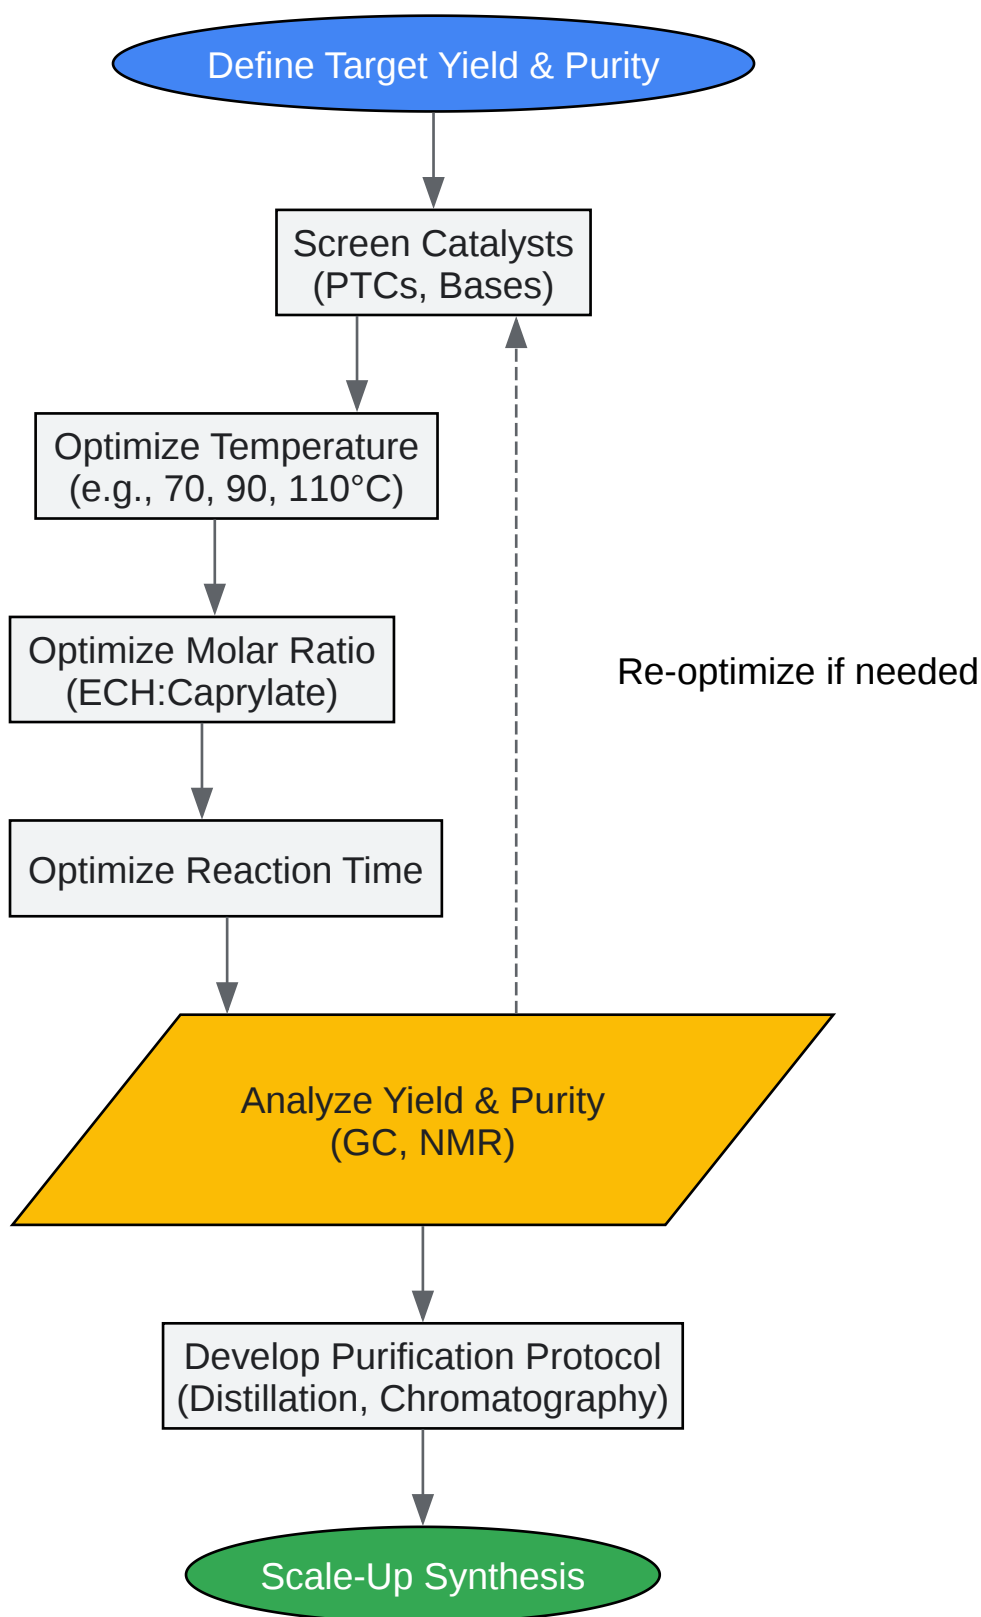 Define Target Yield & Purity
Screen Catalysts
(PTCs, Bases)
Optimize Temperature
(e.g., 70, 90, 110°C)
Optimize Molar Ratio
(ECH:Caprylate)
Re-optimize if needed
Optimize Reaction Time
Analyze Yield & Purity
(GC, NMR)
Develop Purification Protocol
(Distillation, Chromatography)
Scale-Up Synthesis